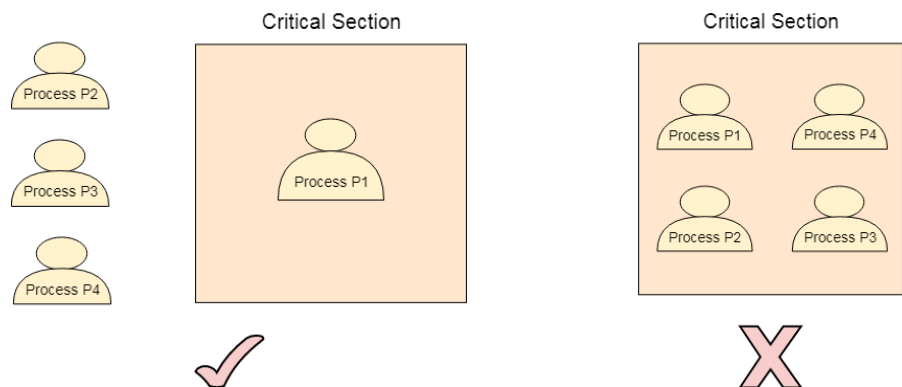 Critical Section
Critical Section
Process P2
Process P3
Process P4
Process P1
Process P1
Process P4
Process P2
Process P3